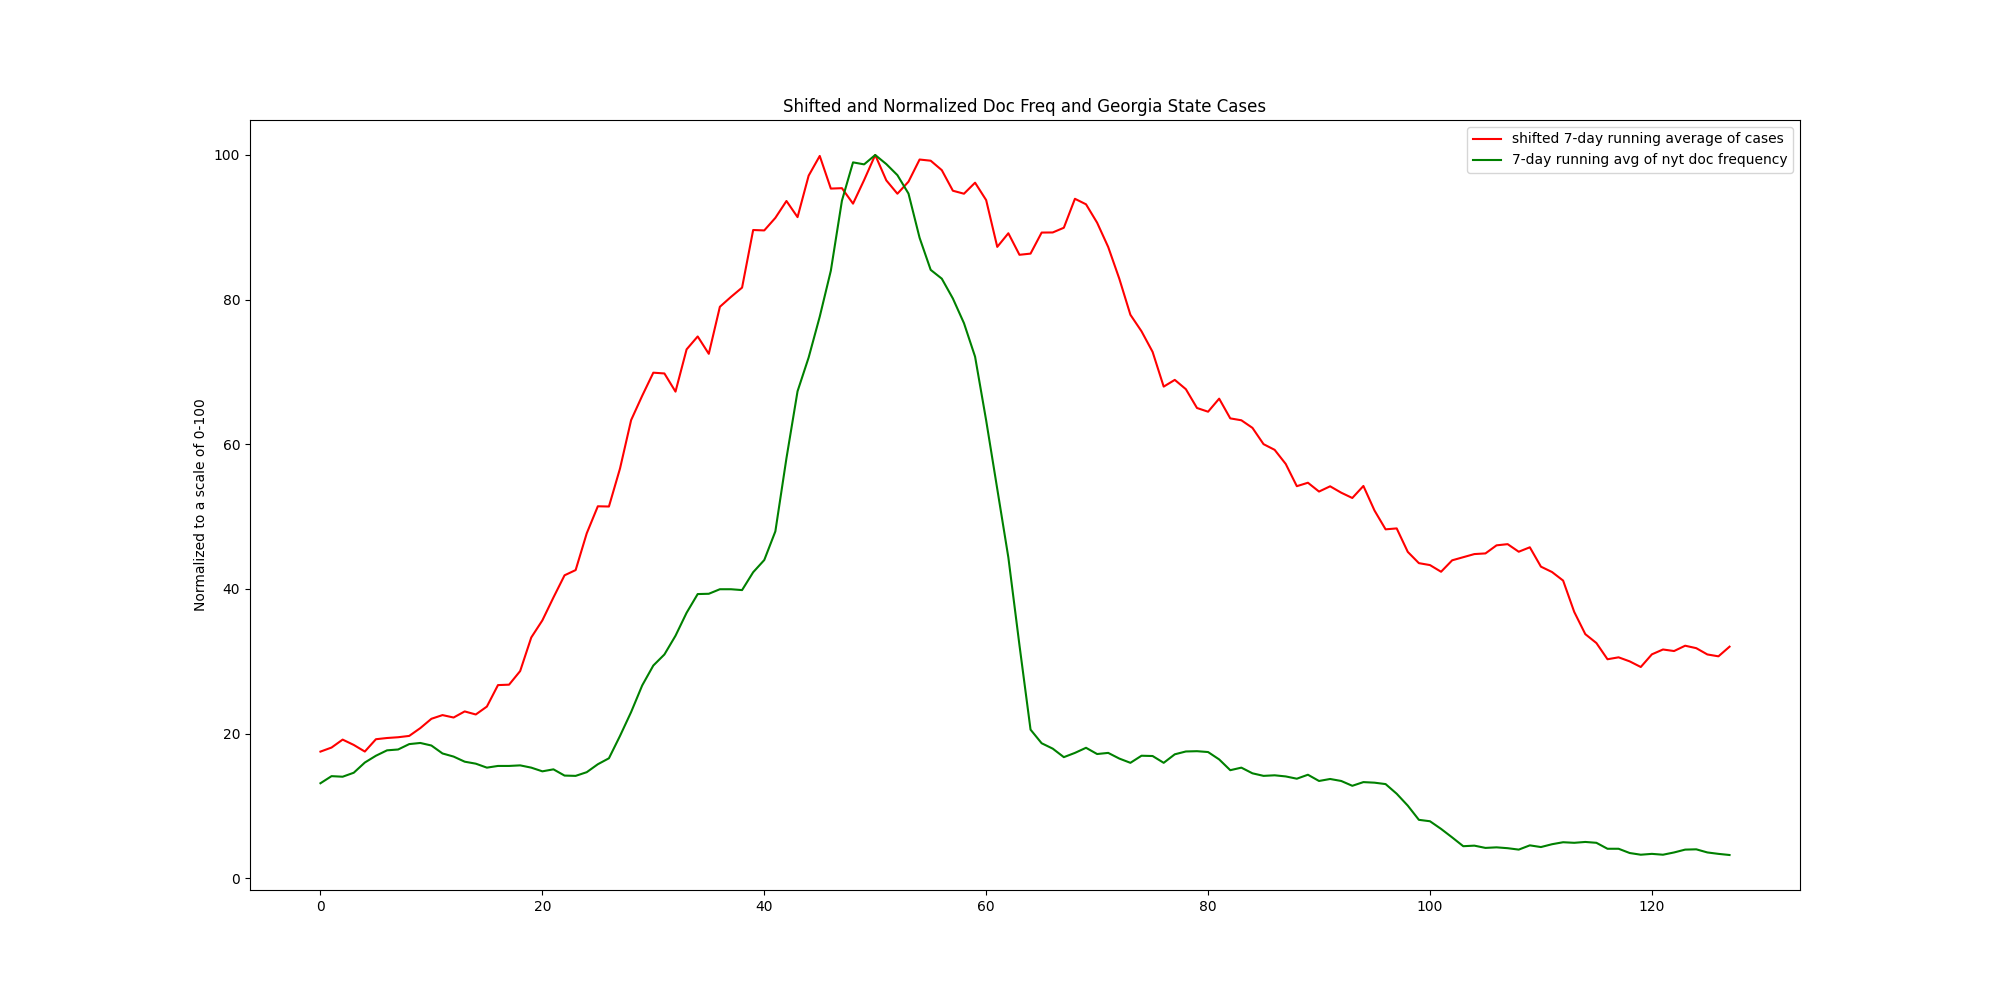 Shifted and Normalized Doc Freq and Georgia State Cases
shifted 7-day running average of cases
7-day running avg of nyt doc frequency
Normalized to a scale of 0-100
100
80
60
40
20
0
0 20 40 60 80 100 120